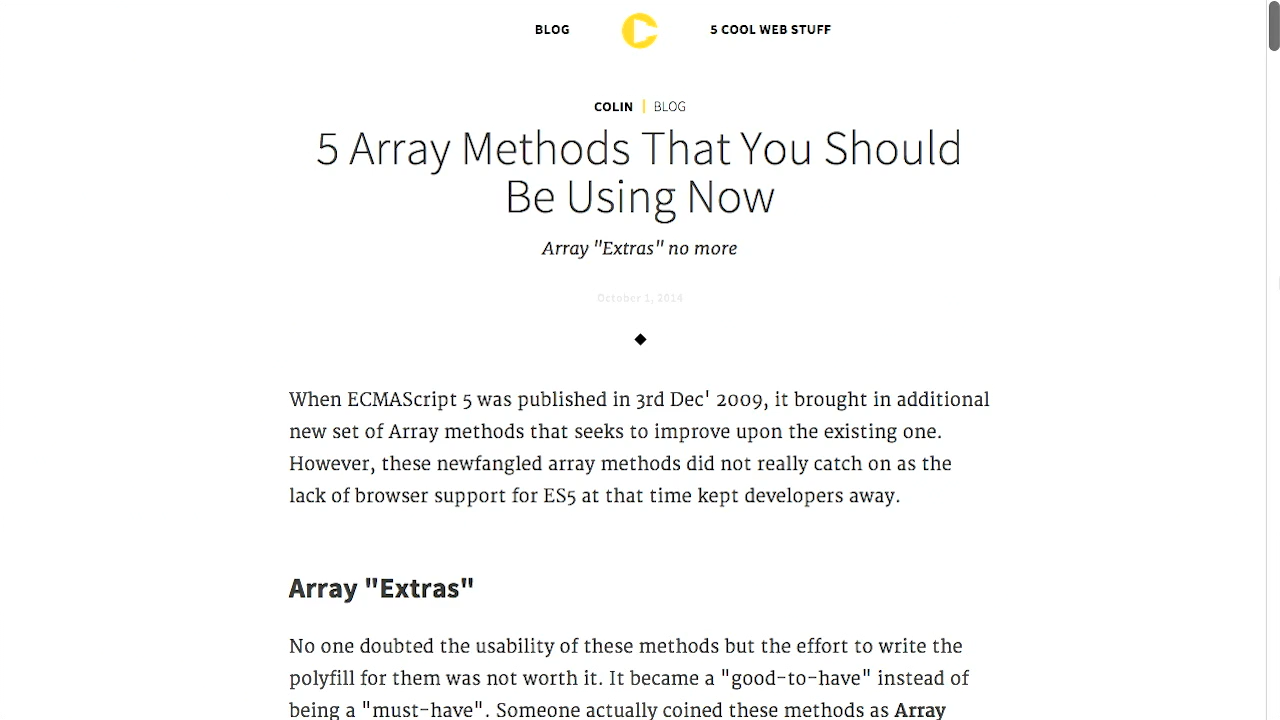 BLOG
5 COOL WEB STUFF
COLIN | BLOG
5 Array Methods That You Should
Be Using Now
Array "Extras" no more
October 1, 2014
When ECMAScript 5 was published in 3rd Dec' 2009, it brought in additional
new set of Array methods that seeks to improve upon the existing one.
However, these newfangled array methods did not really catch on as the
lack of browser support for ES5 at that time kept developers away.
Array "Extras"
No one doubted the usability of these methods but the effort to write the
polyfill for them was not worth it. It became a "good-to-have" instead of
being a "must-have". Someone actually coined these methods as Array